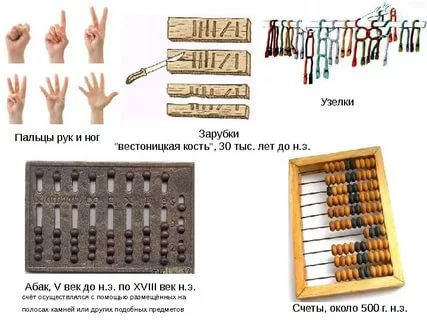 Пальцы рук и ног
Зарубки
"вестоницкая кость", 30 тыс. лет до н.э.
Узелки
Абак, V век до н.э. по XVIII век н.э.
счёт осуществлялся с помощью размещённых на
полосах камней или других подобных предметов
Счеты, около 500 г. н.э.